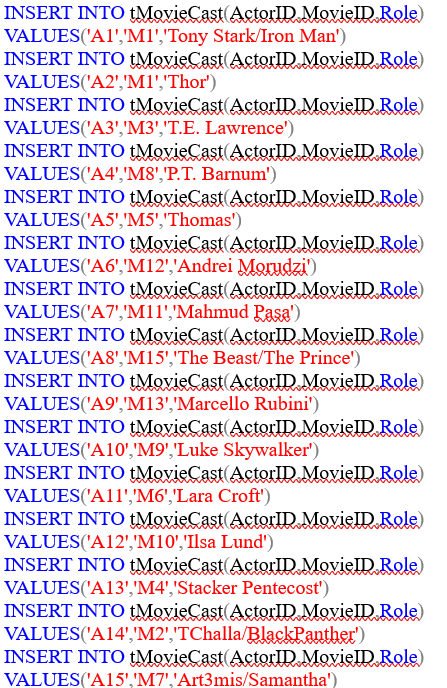 INSERT INTO tMovieCast(ActorID,MovieID,Role)
VALUES('A1','M1','Tony Stark/Iron Man')
INSERT INTO tMovieCast(ActorID,MovieID,Role)
VALUES('A2','M1','Thor')
INSERT INTO tMovieCast(ActorID,MovieID,Role)
VALUES('A3','M3','T.E. Lawrence')
INSERT INTO tMovieCast(ActorID,MovieID,Role)
VALUES('A4','M8','P.T. Barnum')
INSERT INTO tMovieCast(ActorID,MovieID,Role)
VALUES('A5','M5','Thomas')
INSERT INTO tMovieCast(ActorID,MovieID,Role)
VALUES('A6','M12','Andrei Morudzi')
INSERT INTO tMovieCast(ActorID,MovieID,Role)
VALUES('A7','M11','Mahmud Pasa')
INSERT INTO tMovieCast(ActorID,MovieID,Role)
VALUES('A8','M15','The Beast/The Prince')
INSERT INTO tMovieCast(ActorID,MovieID,Role)
VALUES('A9','M13','Marcello Rubini')
INSERT INTO tMovieCast(ActorID,MovieID,Role)
VALUES('A10','M9','Luke Skywalker')
INSERT INTO tMovieCast(ActorID,MovieID,Role)
VALUES('A11','M6','Lara Croft')
INSERT INTO tMovieCast(ActorID,MovieID,Role)
VALUES('A12','M10','Ilsa Lund')
INSERT INTO tMovieCast(ActorID,MovieID,Role)
VALUES('A13','M4','Stacker Pentecost')
INSERT INTO tMovieCast(ActorID,MovieID,Role)
VALUES('A14','M2','TChalla/BlackPanther')
INSERT INTO tMovieCast(ActorID,MovieID,Role)
VALUES('A15','M7','Art3mis/Samantha')